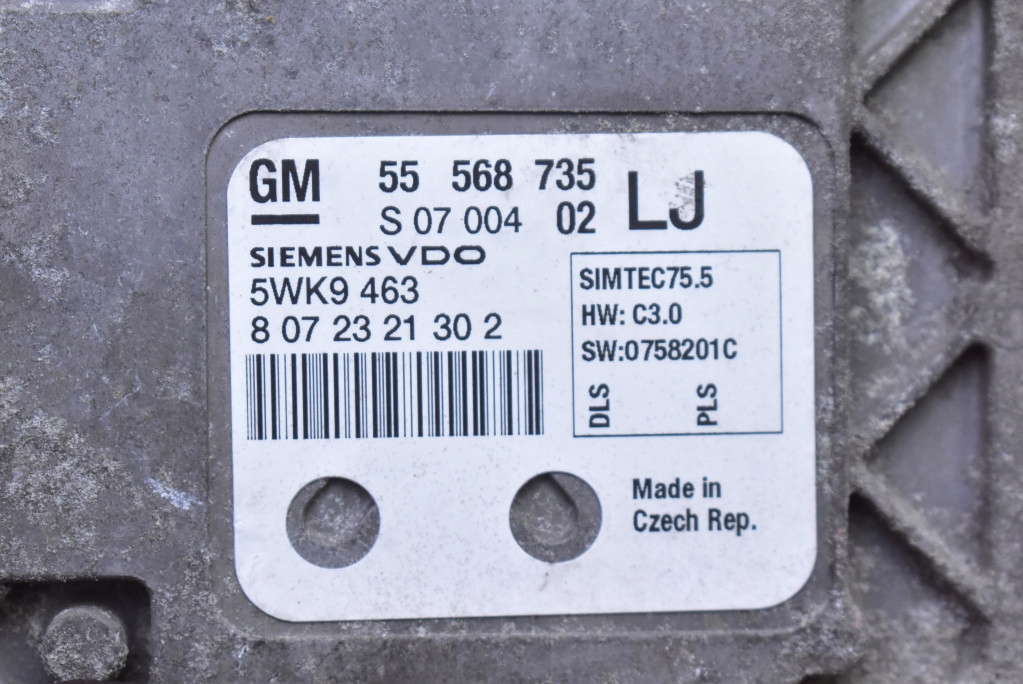 GM 55 568 735 LJ
S 07 004 02
SIEMENS VDO
5WK9 463
8 07 23 21 30 2
SIMTEC75.5
HW: C3.0
SW:0758201C
DLS PLS
Made in
Czech Rep.